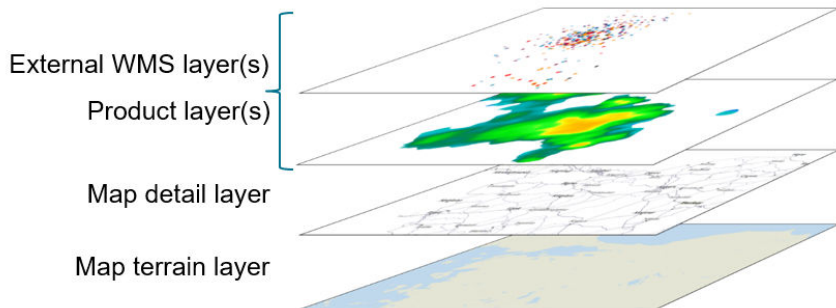 External WMS layer(s)
Product layer(s)
Map detail layer
Map terrain layer